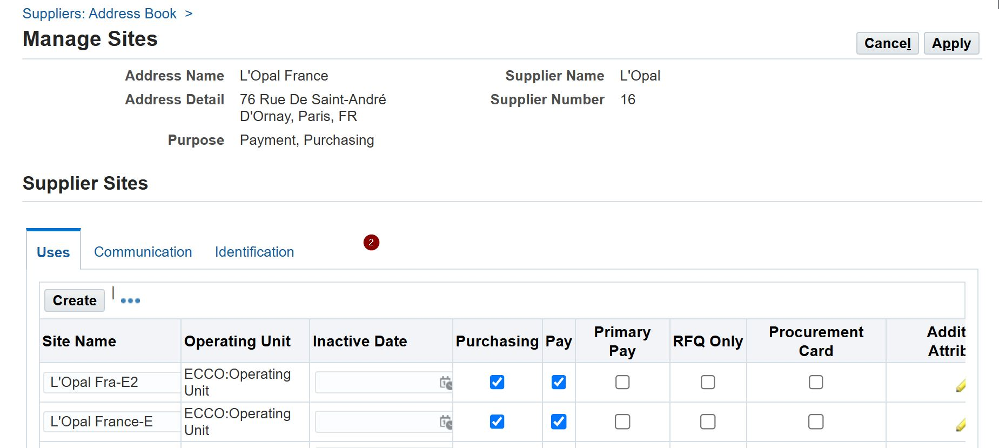 Suppliers: Address Book >
Manage Sites
Cancel Apply
Address Name L'Opal France Supplier Name L'Opal
Address Detail 76 Rue De Saint-André Supplier Number 16
D'Ornay, Paris, FR
Purpose Payment, Purchasing
Supplier Sites
2
Uses Communication Identification
Create |
Site Name Operating Unit Inactive Date Purchasing Pay Primary Pay RFQ Only Procurement Card Addit Attrib
L'Opal Fra-E2 ECCO:Operating Unit
L'Opal France-E ECCO:Operating Unit